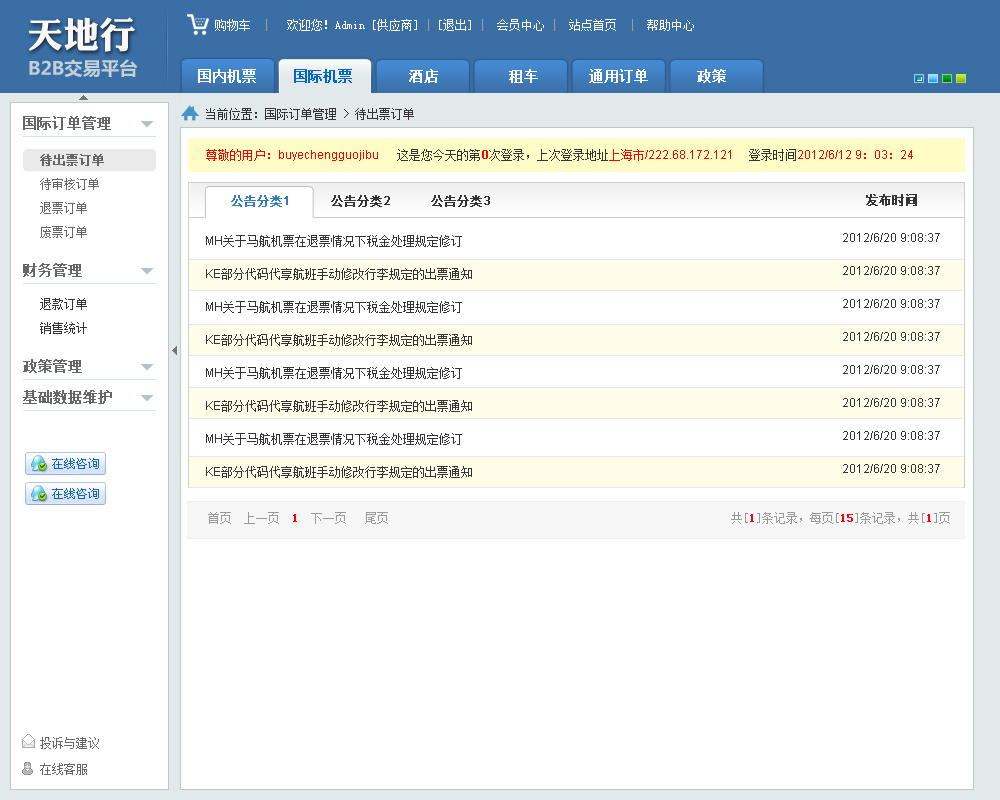 天地行
B2B交易平台
购物车 | 欢迎您! Admin [供应商] | [退出] | 会员中心 | 站点首页 | 帮助中心
国内机票 国际机票 酒店 租车 通用订单 政策
当前位置：国际订单管理 > 待出票订单
国际订单管理
待出票订单
待审核订单
退票订单
废票订单
财务管理
退款订单
销售统计
政策管理
基础数据维护
在线咨询
在线咨询
投诉与建议
在线客服
尊敬的用户：buyechengguojibu 这是您今天的第0次登录，上次登录地址上海市/222.68.172.121 登录时间2012/6/12 9：03：24
公告分类1 公告分类2 公告分类3 发布时间
MH关于马航机票在退票情况下税金处理规定修订 2012/6/20 9:08:37
KE部分代码代享航班手动修改行李规定的出票通知 2012/6/20 9:08:37
MH关于马航机票在退票情况下税金处理规定修订 2012/6/20 9:08:37
KE部分代码代享航班手动修改行李规定的出票通知 2012/6/20 9:08:37
MH关于马航机票在退票情况下税金处理规定修订 2012/6/20 9:08:37
KE部分代码代享航班手动修改行李规定的出票通知 2012/6/20 9:08:37
MH关于马航机票在退票情况下税金处理规定修订 2012/6/20 9:08:37
KE部分代码代享航班手动修改行李规定的出票通知 2012/6/20 9:08:37
首页 上一页 1 下一页 尾页 共[1]条记录，每页[15]条记录，共[1]页